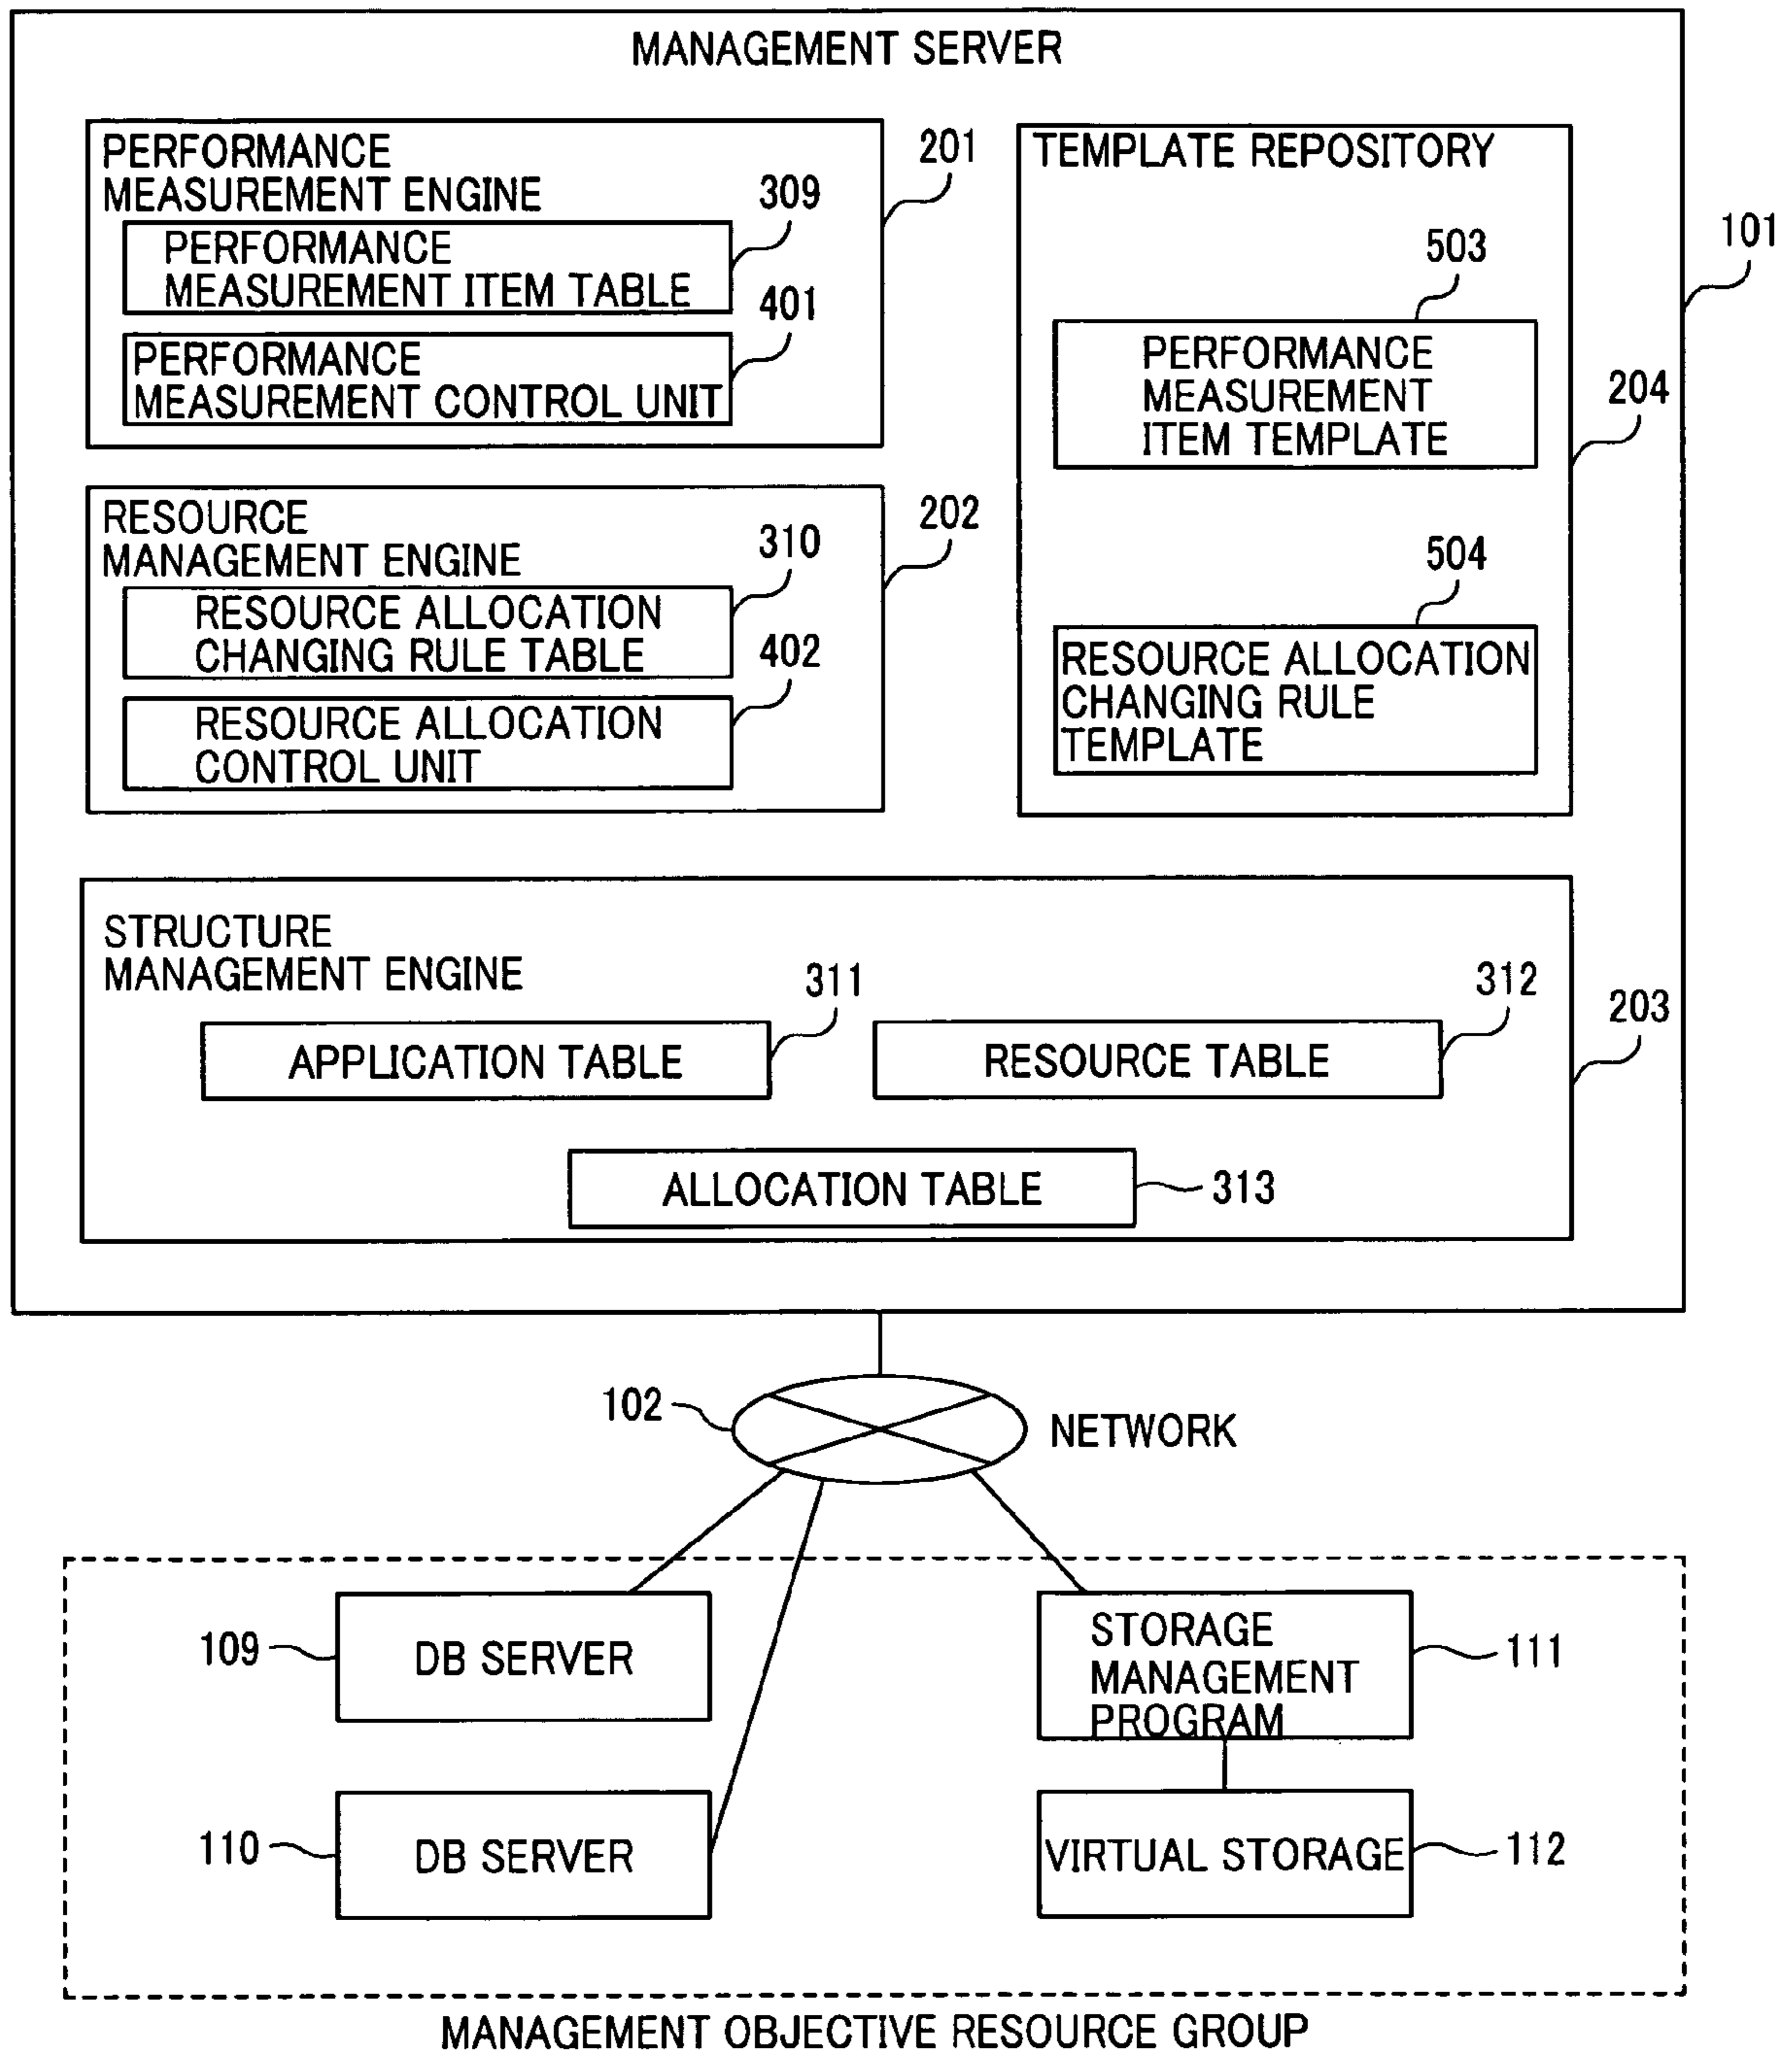 MANAGEMENT SERVER
PERFORMANCE
MEASUREMENT ENGINE
201
309
PERFORMANCE
MEASUREMENT ITEM TABLE
401
PERFORMANCE
MEASUREMENT CONTROL UNIT
TEMPLATE REPOSITORY
101
503
PERFORMANCE
MEASUREMENT
ITEM TEMPLATE
204
RESOURCE
MANAGEMENT ENGINE
202
310
RESOURCE ALLOCATION
CHANGING RULE TABLE
402
RESOURCE ALLOCATION
CONTROL UNIT
504
RESOURCE ALLOCATION
CHANGING RULE
TEMPLATE
STRUCTURE
MANAGEMENT ENGINE
311
APPLICATION TABLE
312
RESOURCE TABLE
203
ALLOCATION TABLE
313
102
NETWORK
109
DB SERVER
STORAGE
MANAGEMENT
PROGRAM
111
110
DB SERVER
VIRTUAL STORAGE
112
MANAGEMENT OBJECTIVE RESOURCE GROUP